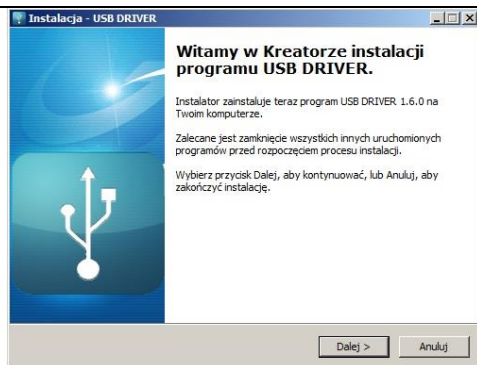 Instalacja - USB DRIVER
Witamy w Kreatorze instalacji
programu USB DRIVER.
Instalator zainstaluje teraz program USB DRIVER 1.6.0 na
Twoim komputerze.
Zalecane jest zamknięcie wszystkich innych uruchomionych
programów przed rozpoczęciem procesu instalacji.
Wybierz przycisk Dalej, aby kontynuować, lub Anuluj, aby
zakończyć instalację.
Dalej >
Anuluj